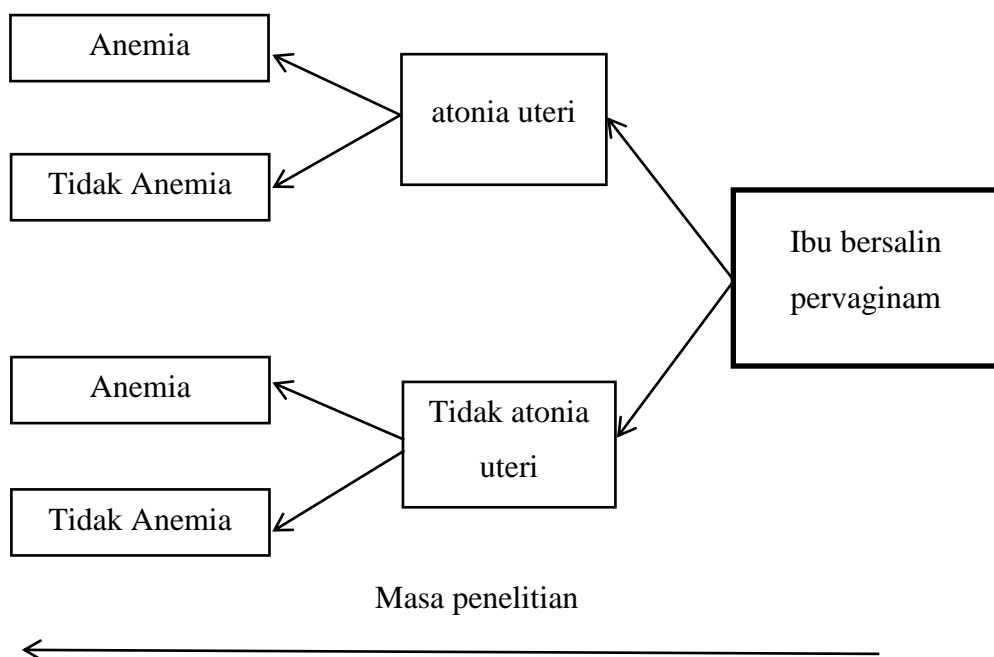 Anemia
atonia uteri
Tidak Anemia
Ibu bersalin
pervaginam
Anemia
Tidak atonia
uteri
Tidak Anemia
Masa penelitian